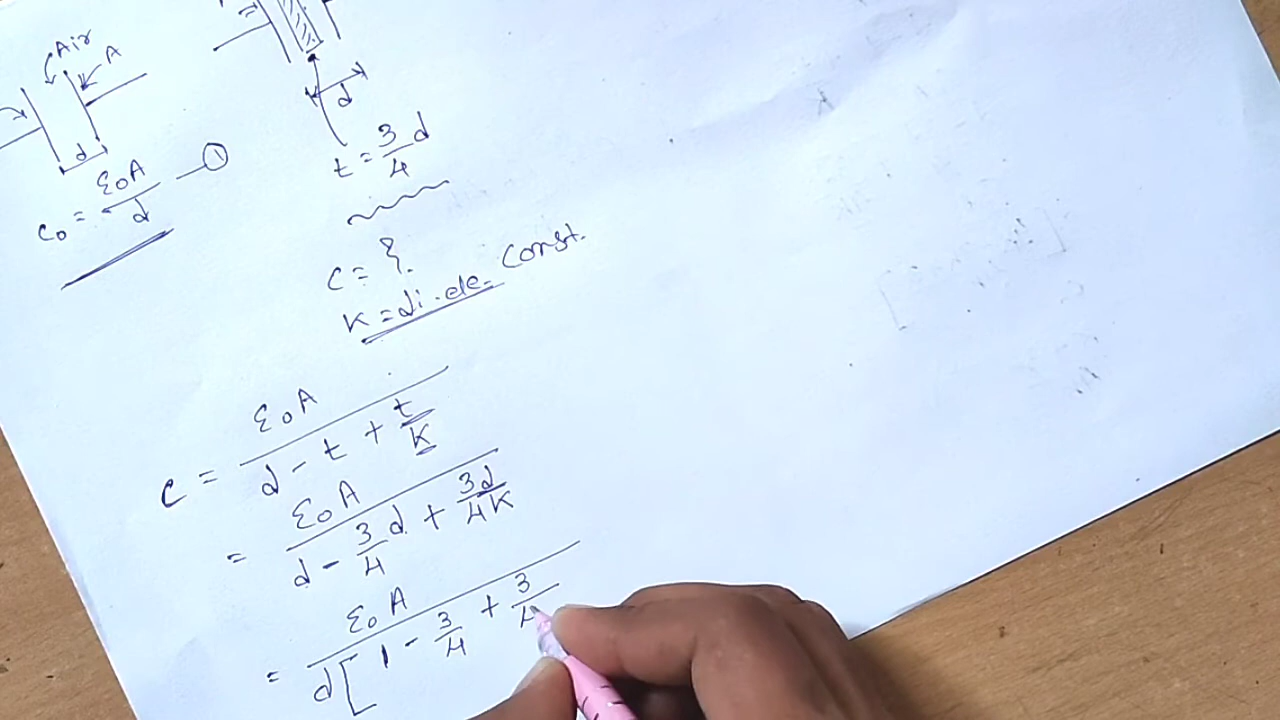 Air
A
d
C₀ = ε₀A/d — ①
d
t = 3/4 d
C = ?
K = di.ele. Const.
C = ε₀A / d - t + t/K
= ε₀A / d - 3/4 d + 3d/4K
= ε₀A / d[ 1 - 3/4 + 3/4